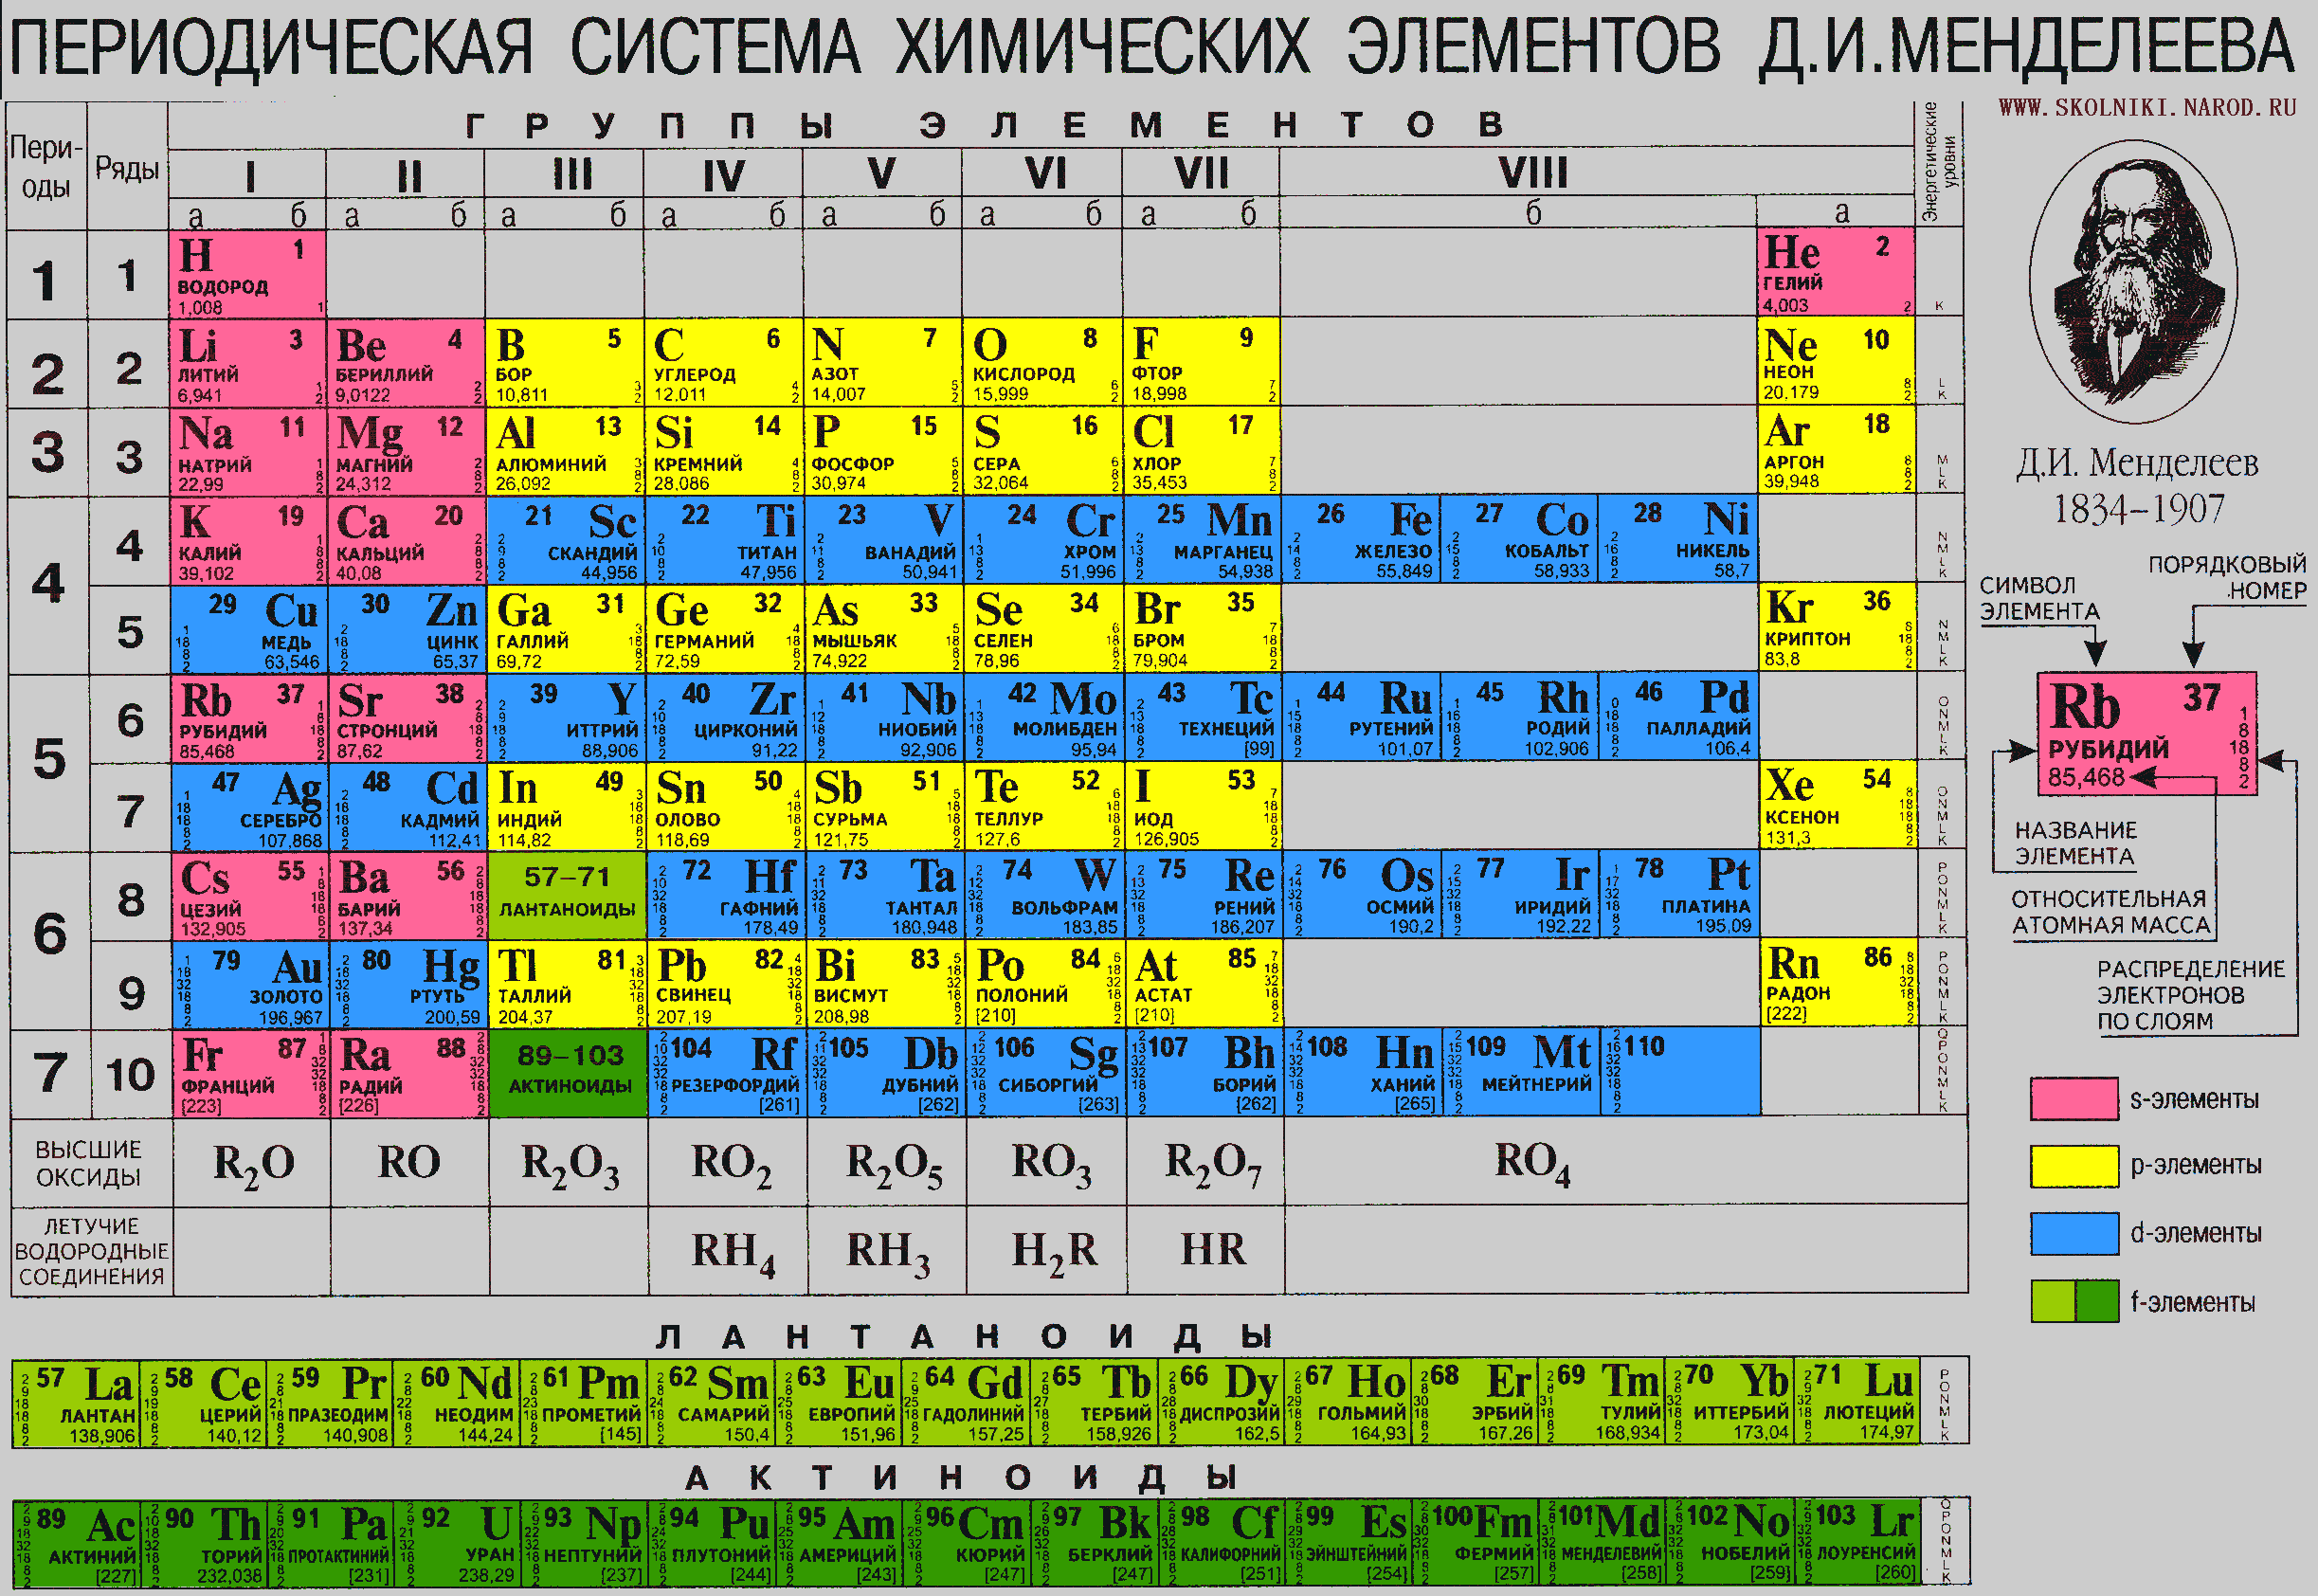 ПЕРИОДИЧЕСКАЯ СИСТЕМА ХИМИЧЕСКИХ ЭЛЕМЕНТОВ Д.И.МЕНДЕЛЕЕВА
WWW.SKOLNIKI.NAROD.RU
Пери-
оды
Ряды
ГРУППЫ ЭЛЕМЕНТОВ
Энергетические
уровни
I II III IV V VI VII VIII
а б а б а б а б а б а б а б б а
1 1
H 1 He 2
ВОДОРОД ГЕЛИЙ
1,008 4,003
2 2
Li 3 Be 4 B 5 C 6 N 7 O 8 F 9 Ne 10
ЛИТИЙ БЕРИЛЛИЙ БОР УГЛЕРОД АЗОТ КИСЛОРОД ФТОР НЕОН
6,941 9,0122 10,811 12.011 14,007 15,999 18,998 20.179
3 3
Na 11 Mg 12 Al 13 Si 14 P 15 S 16 Cl 17 Ar 18
НАТРИЙ МАГНИЙ АЛЮМИНИЙ КРЕМНИЙ ФОСФОР СЕРА ХЛОР АРГОН
22,99 24,312 26,092 28,086 30,974 32,064 35,453 39,948
4 4
K 19 Ca 20 21 Sc 22 Ti 23 V 24 Cr 25 Mn 26 Fe 27 Co 28 Ni
КАЛИЙ КАЛЬЦИЙ СКАНДИЙ ТИТАН ВАНАДИЙ ХРОМ МАРГАНЕЦ ЖЕЛЕЗО КОБАЛЬТ НИКЕЛЬ
39,102 40,08 44,956 47,956 50,941 51,996 54,938 55,849 58,933 58,7
5
29 Cu 30 Zn Ga 31 Ge 32 As 33 Se 34 Br 35 Kr 36
МЕДЬ ЦИНК ГАЛЛИЙ ГЕРМАНИЙ МЫШЬЯК СЕЛЕН БРОМ КРИПТОН
63,546 65,37 69,72 72,59 74,922 78,96 79,904 83,8
5 6
Rb 37 Sr 38 39 Y 40 Zr 41 Nb 42 Mo 43 Tc 44 Ru 45 Rh 46 Pd
РУБИДИЙ СТРОНЦИЙ ИТТРИЙ ЦИРКОНИЙ НИОБИЙ МОЛИБДЕН ТЕХНЕЦИЙ РУТЕНИЙ РОДИЙ ПАЛЛАДИЙ
85,468 87,62 88,906 91,22 92,906 95,94 [99] 101,07 102,906 106,4
7
47 Ag 48 Cd In 49 Sn 50 Sb 51 Te 52 I 53 Xe 54
СЕРЕБРО КАДМИЙ ИНДИЙ ОЛОВО СУРЬМА ТЕЛЛУР ИОД КСЕНОН
107,868 112,41 114,82 118,69 121,75 127,6 126,905 131,3
6 8
Cs 55 Ba 56 57–71 72 Hf 73 Ta 74 W 75 Re 76 Os 77 Ir 78 Pt
ЦЕЗИЙ БАРИЙ ЛАНТАНОИДЫ ГАФНИЙ ТАНТАЛ ВОЛЬФРАМ РЕНИЙ ОСМИЙ ИРИДИЙ ПЛАТИНА
132,905 137,34 178,49 180,948 183,85 186,207 190,2 192,22 195,09
9
79 Au 80 Hg Tl 81 Pb 82 Bi 83 Po 84 At 85 Rn 86
ЗОЛОТО РТУТЬ ТАЛЛИЙ СВИНЕЦ ВИСМУТ ПОЛОНИЙ АСТАТ РАДОН
196,967 200,59 204,37 207,19 208,98 [210] [210] [222]
7 10
Fr 87 Ra 88 89–103 104 Rf 105 Db 106 Sg 107 Bh 108 Hn 109 Mt 110
ФРАНЦИЙ РАДИЙ АКТИНОИДЫ РЕЗЕРФОРДИЙ ДУБНИЙ СИБОРГИЙ БОРИЙ ХАНИЙ МЕЙТНЕРИЙ
[223] [226] [261] [262] [263] [262] [265]
ВЫСШИЕ
ОКСИДЫ
R2O RO R2O3 RO2 R2O5 RO3 R2O7 RO4
ЛЕТУЧИЕ
ВОДОРОДНЫЕ
СОЕДИНЕНИЯ
RH4 RH3 H2R HR
Д.И. Менделеев
1834–1907
ПОРЯДКОВЫЙ
НОМЕР
СИМВОЛ
ЭЛЕМЕНТА
Rb 37
РУБИДИЙ
85,468
1
8
18
8
2
НАЗВАНИЕ
ЭЛЕМЕНТА
ОТНОСИТЕЛЬНАЯ
АТОМНАЯ МАССА
РАСПРЕДЕЛЕНИЕ
ЭЛЕКТРОНОВ
ПО СЛОЯМ
s-элементы
p-элементы
d-элементы
f-элементы
ЛАНТАНОИДЫ
57 La 58 Ce 59 Pr 60 Nd 61 Pm 62 Sm 63 Eu 64 Gd 65 Tb 66 Dy 67 Ho 68 Er 69 Tm 70 Yb 71 Lu
ЛАНТАН ЦЕРИЙ ПРАЗЕОДИМ НЕОДИМ ПРОМЕТИЙ САМАРИЙ ЕВРОПИЙ ГАДОЛИНИЙ ТЕРБИЙ ДИСПРОЗИЙ ГОЛЬМИЙ ЭРБИЙ ТУЛИЙ ИТТЕРБИЙ ЛЮТЕЦИЙ
138,906 140,12 140,908 144,24 [145] 150,4 151,96 157,25 158,926 162,5 164,93 167,26 168,934 173,04 174,97
АКТИНОИДЫ
89 Ac 90 Th 91 Pa 92 U 93 Np 94 Pu 95 Am 96 Cm 97 Bk 98 Cf 99 Es 100 Fm 101 Md 102 No 103 Lr
АКТИНИЙ ТОРИЙ ПРОТАКТИНИЙ УРАН НЕПТУНИЙ ПЛУТОНИЙ АМЕРИЦИЙ КЮРИЙ БЕРКЛИЙ КАЛИФОРНИЙ ЭЙНШТЕЙНИЙ ФЕРМИЙ МЕНДЕЛЕВИЙ НОБЕЛИЙ ЛОУРЕНСИЙ
[227] 232,038 [231] 238,29 [237] [244] [243] [247] [247] [251] [254] [257] [258] [259] [260]